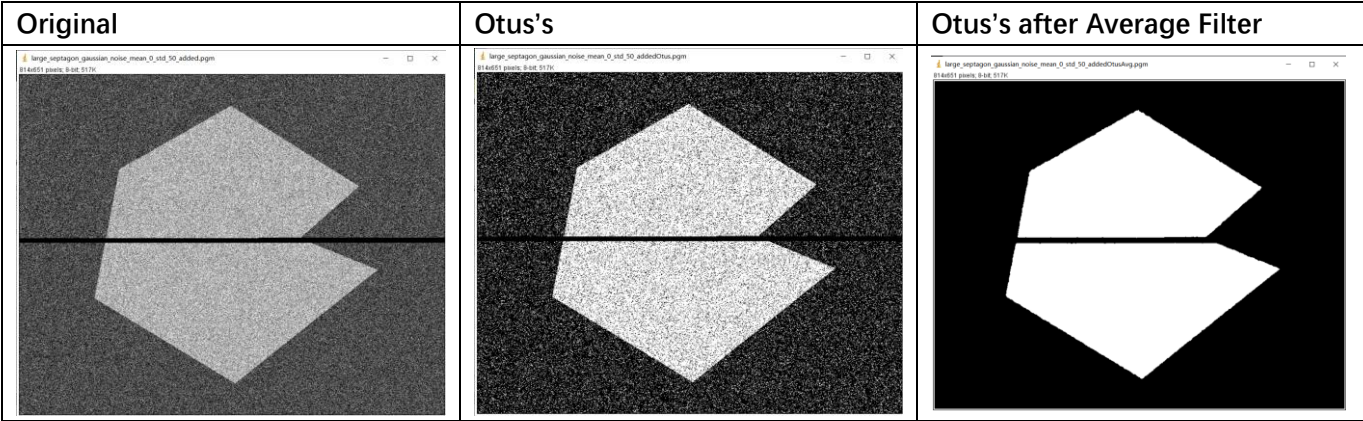 Original
Otus's
Otus's after Average Filter
large_septagon_gaussian_noise_mean_0_std_50_added.pgm
814x651 pixels; 8-bit; 517K
large_septagon_gaussian_noise_mean_0_std_50_addedOtus.pgm
814x651 pixels; 8-bit; 517K
large_septagon_gaussian_noise_mean_0_std_50_addedOtusAvg.pgm
814x651 pixels; 8-bit; 517K